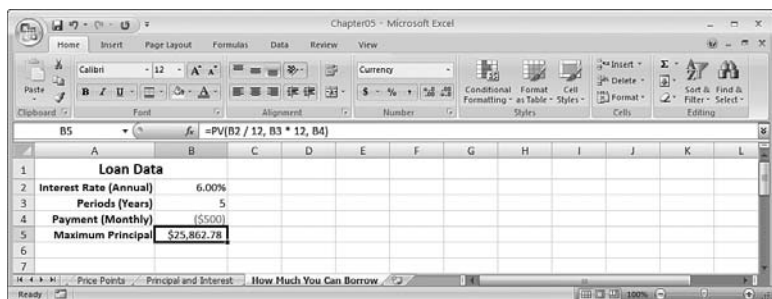 Chapter05 - Microsoft Excel
Home Insert Page Layout Formulas Data Review View
Paste
Calibri 12 A A
B I U A
Currency
$ % ,
Conditional Formatting Format as Table Cell Styles
Insert
Delete
Format
Σ
Sort & Filter Find & Select
Clipboard Font Alignment Number Styles Cells Editing
B5 fx =PV(B2 / 12, B3 * 12, B4)
A B C D E F G H I J K L
1 Loan Data
2 Interest Rate (Annual) 6.00%
3 Periods (Years) 5
4 Payment (Monthly) ($500)
5 Maximum Principal $25,862.78
6
7
Price Points Principal and Interest How Much You Can Borrow
Ready 100%